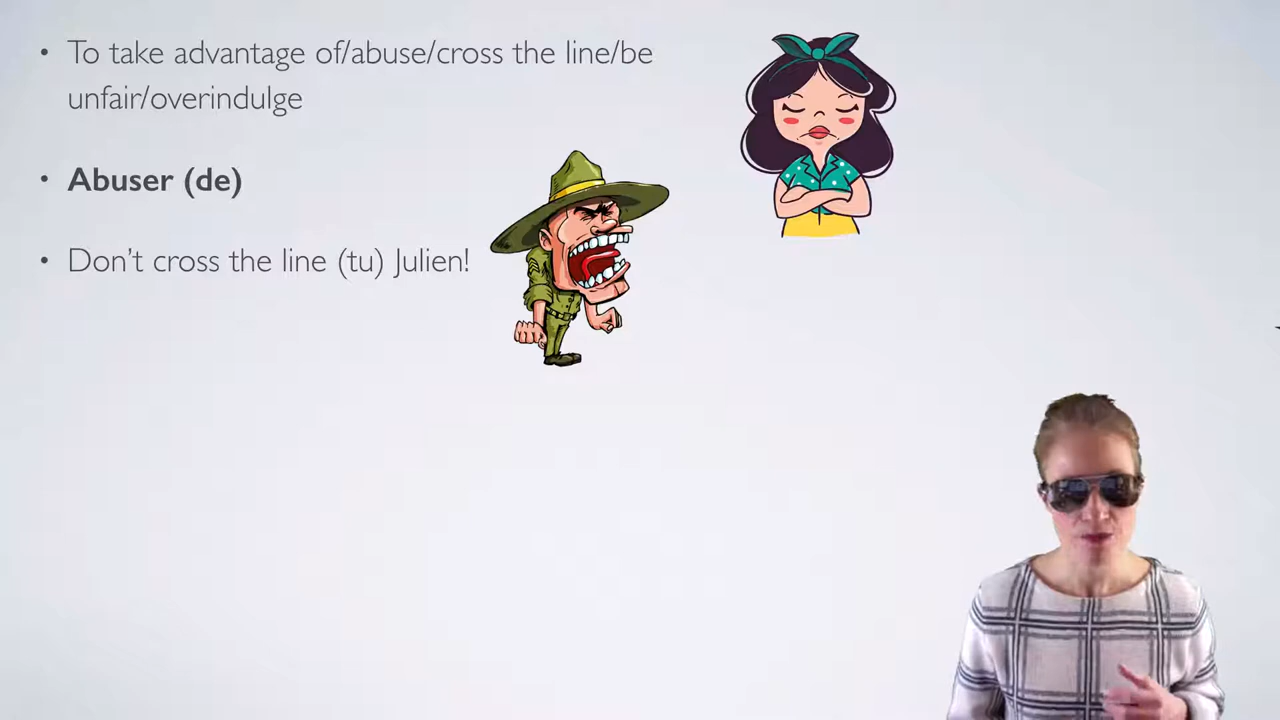 • To take advantage of/abuse/cross the line/be
unfair/overindulge
• Abuser (de)
• Don’t cross the line (tu) Julien!